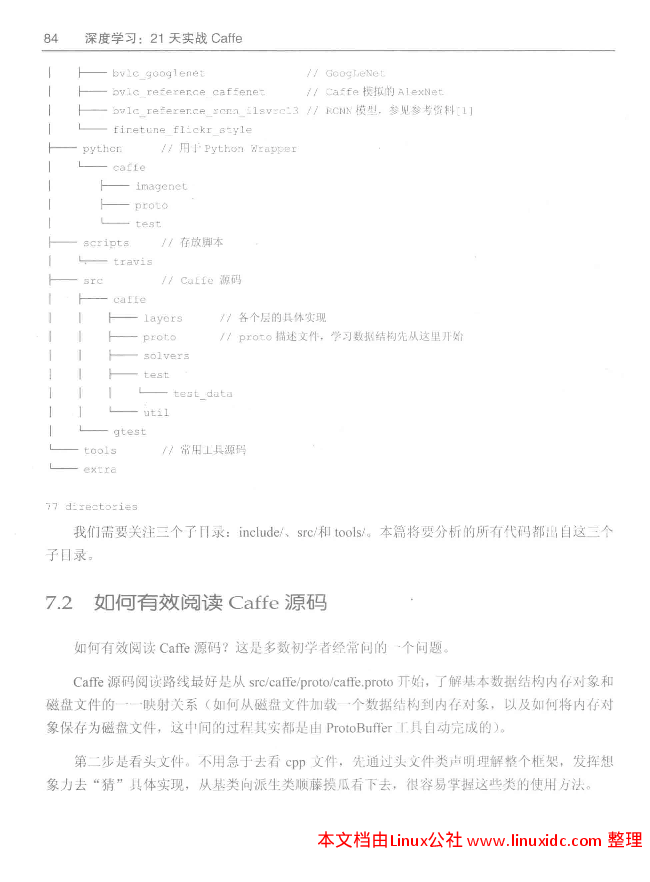 84 深度学习：21 天实战 Caffe
│ ├── bvlc_googlenet // GoogLeNet
│ ├── bvlc_reference_caffenet // Caffe 模拟的 AlexNet
│ ├── bvlc_reference_rcnn_ilsvrc13 // RCNN 模型，参见参考资料[1]
│ └── finetune_flickr_style
├── python // 用于 Python Wrapper
│ └── caffe
│ ├── imagenet
│ ├── proto
│ └── test
├── scripts // 存放脚本
│ └── travis
├── src // Caffe 源码
│ ├── caffe
│ │ ├── layers // 各个层的具体实现
│ │ ├── proto // proto 描述文件，学习数据结构先从这里开始
│ │ ├── solvers
│ │ ├── test
│ │ │ └── test_data
│ │ └── util
│ └── gtest
└── tools // 常用工具源码
└── extra
77 directories
我们需要关注三个子目录：include/、src/和 tools/。本篇将要分析的所有代码都出自这三个
子目录。
7.2 如何有效阅读 Caffe 源码
如何有效阅读 Caffe 源码？这是多数初学者经常问的一个问题。
Caffe 源码阅读路线最好是从 src/caffe/proto/caffe.proto 开始，了解基本数据结构内存对象和
磁盘文件的一一映射关系（如何从磁盘文件加载一个数据结构到内存对象，以及如何将内存对
象保存为磁盘文件，这中间的过程其实都是由 ProtoBuffer 工具自动完成的）。
第二步是看头文件。不用急于去看 cpp 文件，先通过头文件类声明理解整个框架，发挥想
象力去“猜”具体实现，从基类向派生类顺藤摸瓜看下去，很容易掌握这些类的使用方法。
本文档由Linux公社 www.linuxidc.com 整理